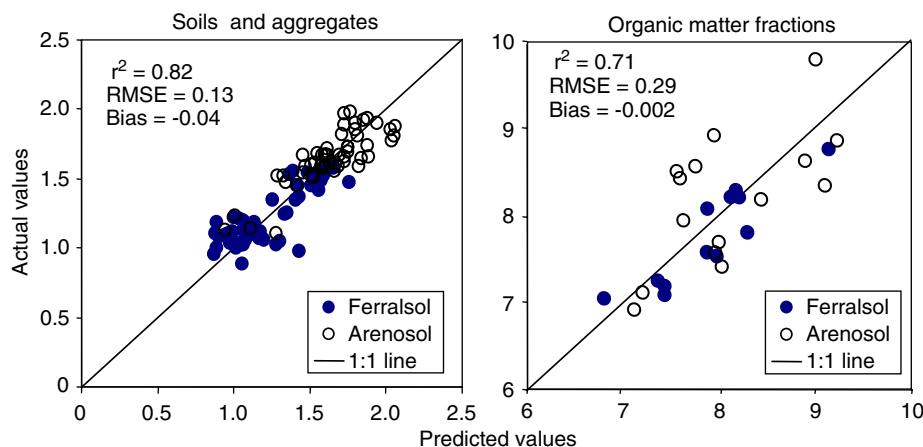 Soils and aggregates
2.5
2.0
1.5
1.0
0.5
0
r² = 0.82
RMSE = 0.13
Bias = -0.04
Ferralsol
Arenosol
1:1 line
0 0.5 1.0 1.5 2.0 2.5
Actual values
Organic matter fractions
10
9
8
7
6
r² = 0.71
RMSE = 0.29
Bias = -0.002
Ferralsol
Arenosol
1:1 line
6 7 8 9 10
Predicted values